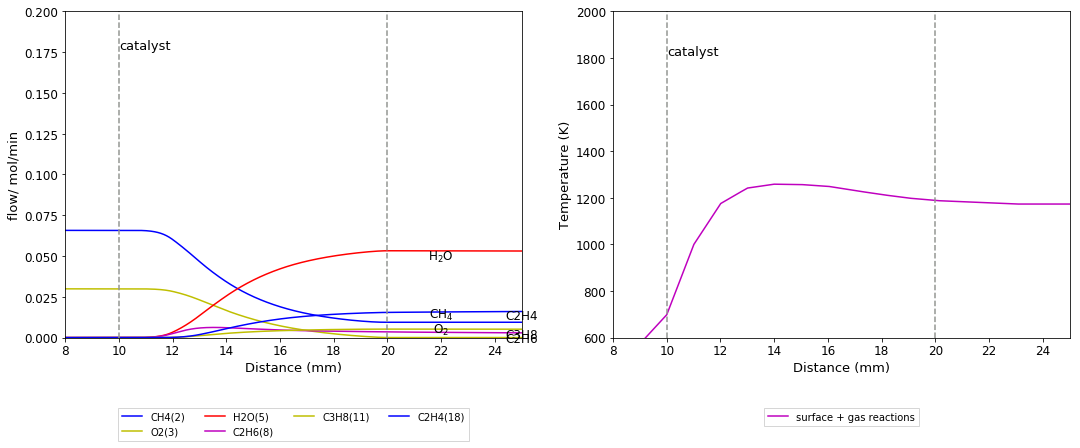 0.200
0.175
0.150
0.125
0.100
0.075
0.050
0.025
0.000
flow/ mol/min
catalyst
H₂O
CH₄
O₂
C2H4
C3H8
C2H6
8 10 12 14 16 18 20 22 24
Distance (mm)
CH4(2) H2O(5) C3H8(11) C2H4(18)
O2(3) C2H6(8)
2000
1800
1600
1400
1200
1000
800
600
Temperature (K)
catalyst
8 10 12 14 16 18 20 22 24
Distance (mm)
surface + gas reactions